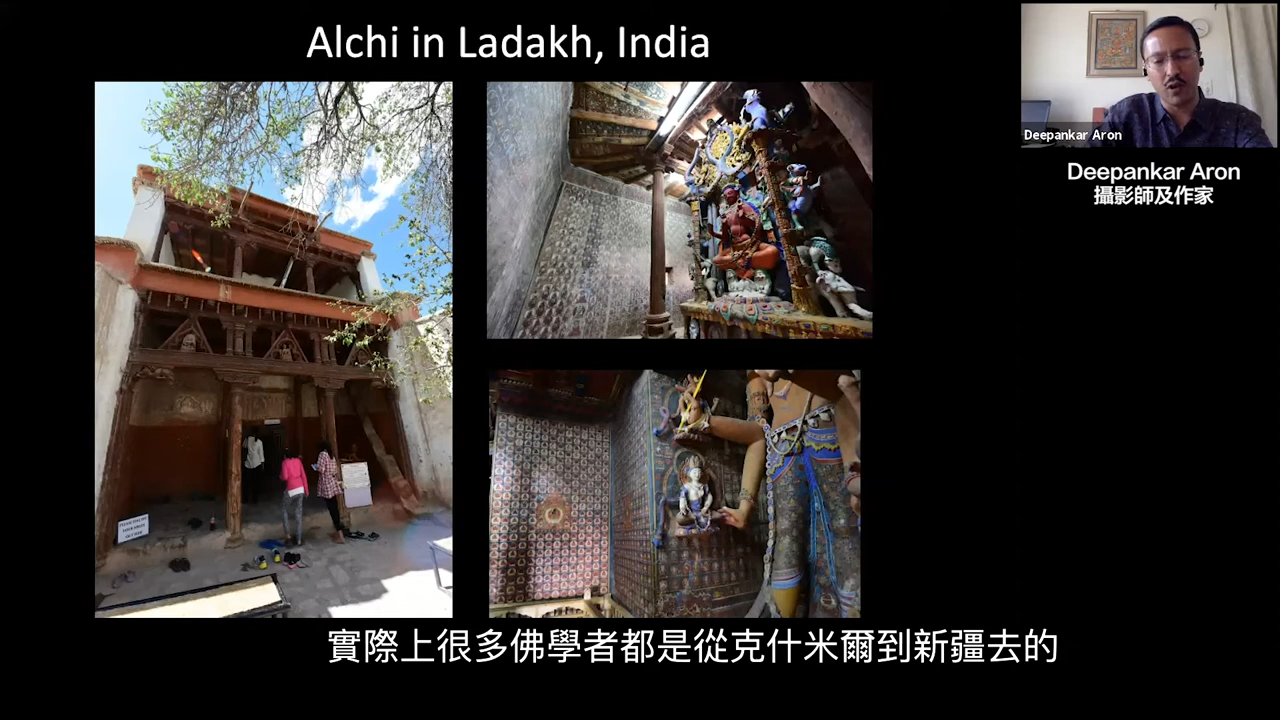 Alchi in Ladakh, India
Deepankar Aron
Deepankar Aron
攝影師及作家
實際上很多佛學者都是從克什米爾到新疆去的